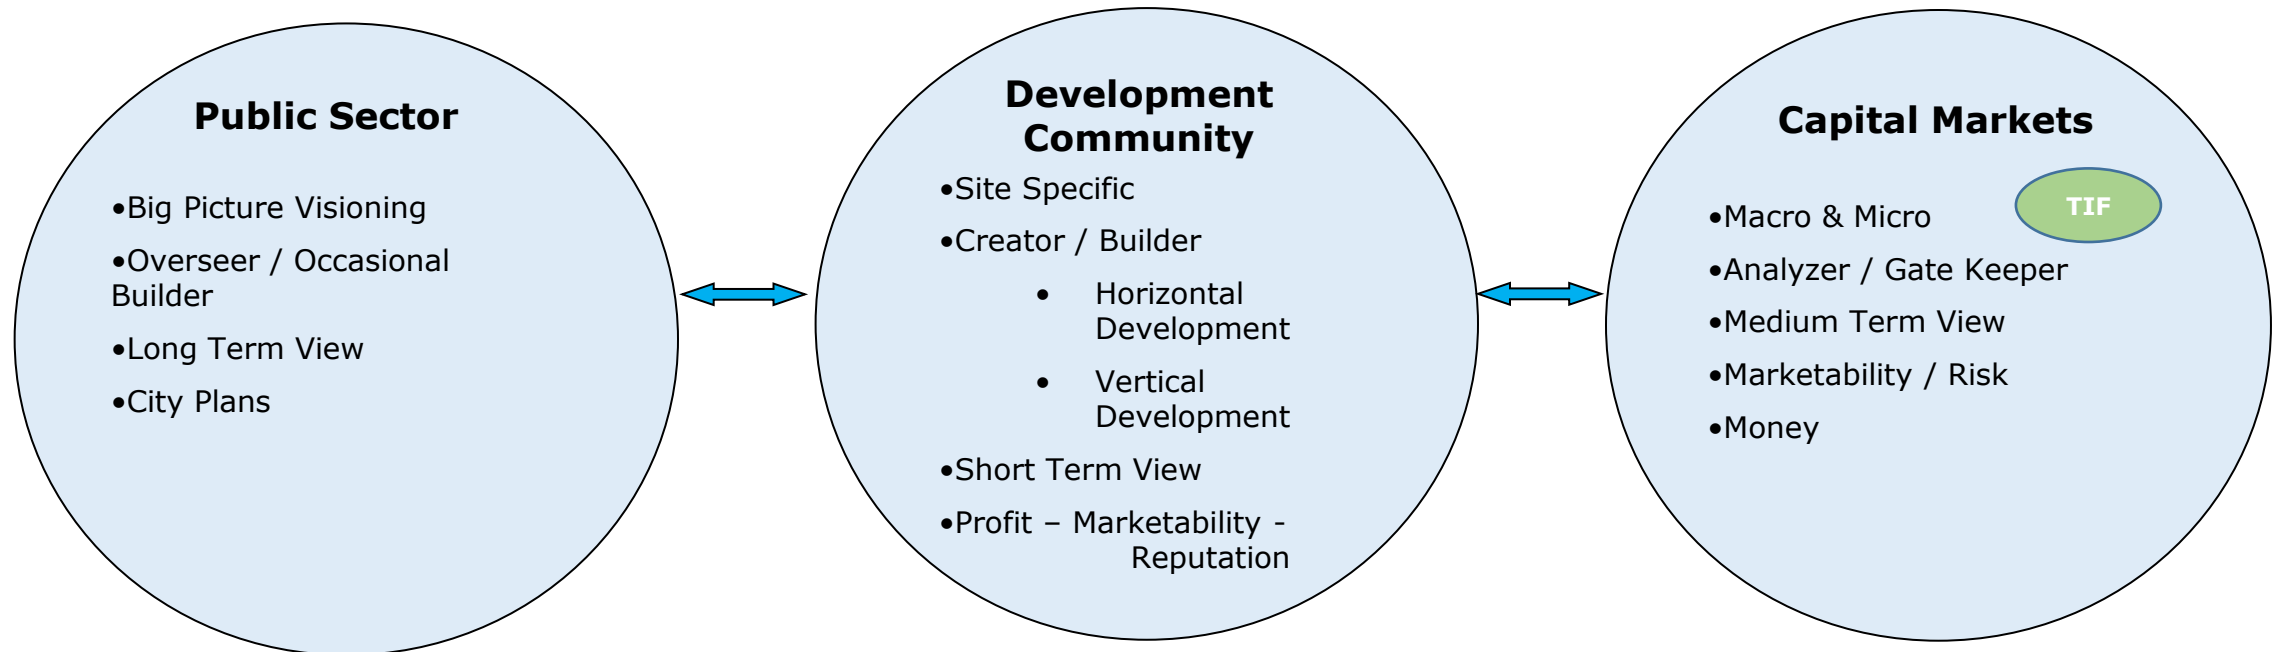 Public Sector
•Big Picture Visioning
•Overseer / Occasional
Builder
•Long Term View
•City Plans
Development
Community
•Site Specific
•Creator / Builder
• Horizontal
Development
• Vertical
Development
•Short Term View
•Profit – Marketability -
Reputation
Capital Markets
TIF
•Macro & Micro
•Analyzer / Gate Keeper
•Medium Term View
•Marketability / Risk
•Money